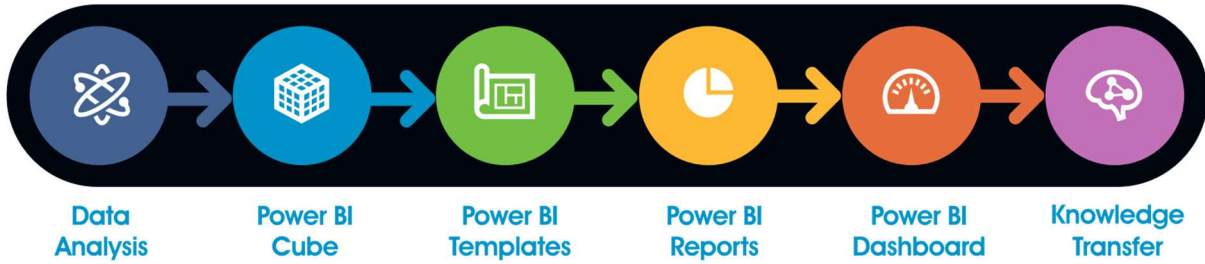 Data
Analysis
Power BI
Cube
Power BI
Templates
Power BI
Reports
Power BI
Dashboard
Knowledge
Transfer